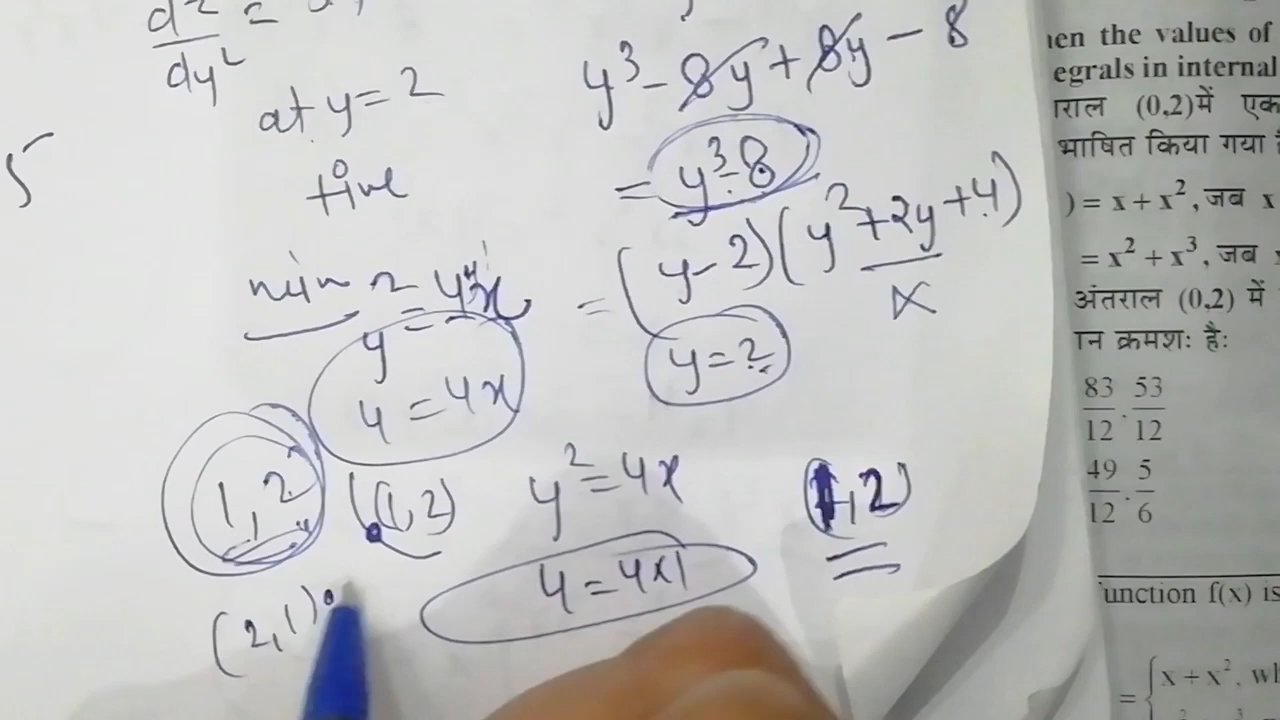 at y=2
+ive
min
y² = 4x
4 = 4x
1, 2
(1, 2)
(2, 1)
5
y³ - 8y + 8y - 8
= y³-8
= (y-2)(y²+2y+4)
y=2
y²=4x
4=4x1
(1,2)
en the values of
egrals in internal
राल (0,2)में एक
भाषित किया गया
) = x + x², जब x
= x² + x³, जब
अंतराल (0,2) में
क्रमशः है:
83/12 . 53/12
49/12 . 5/6
unction f(x) is
= { x + x², wh